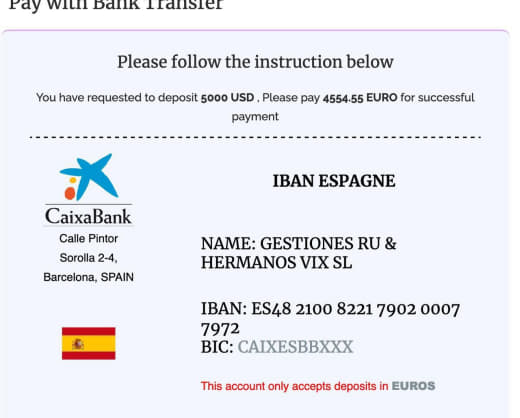 Pay with Bank Transfer
Please follow the instruction below
You have requested to deposit 5000 USD , Please pay 4554.55 EURO for successful
payment
CaixaBank
Calle Pintor
Sorolla 2-4,
Barcelona, SPAIN
IBAN ESPAGNE
NAME: GESTIONES RU &
HERMANOS VIX SL
IBAN: ES48 2100 8221 7902 0007
7972
BIC: CAIXESBBXXX
This account only accepts deposits in EUROS